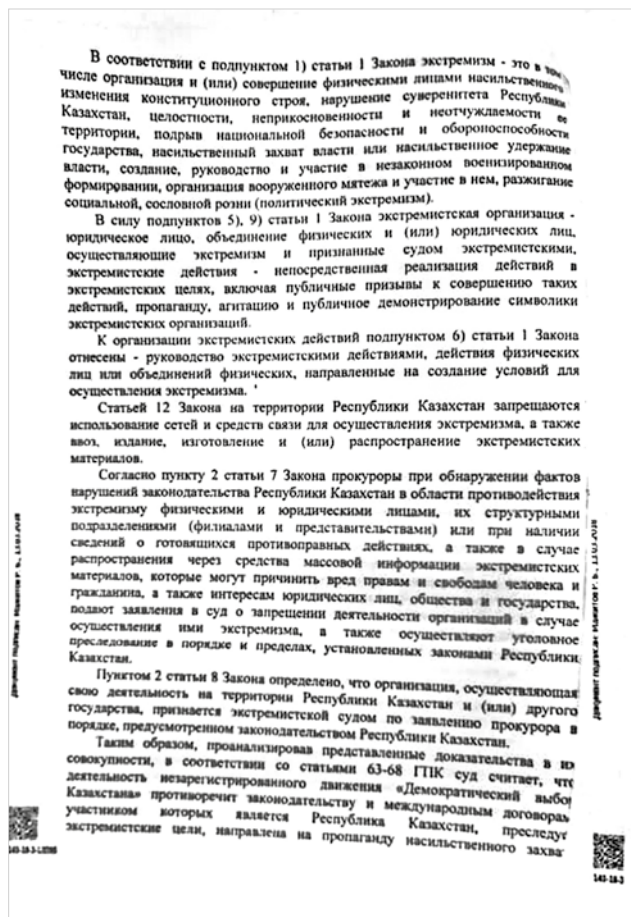 В соответствии с подпунктом 1) статьи 1 Закона экстремизм - это в том
числе организация и (или) совершение физическими лицами насильственного
изменения конституционного строя, нарушение суверенитета Республики
Казахстан, целостности, неприкосновенности и неотчуждаемости ее
территории, подрыв национальной безопасности и обороноспособности
государства, насильственный захват власти или насильственное удержание
власти, создание, руководство и участие в незаконном военизированном
формировании, организация вооруженного мятежа и участие в нем, разжигание
социальной, сословной розни (политический экстремизм).
В силу подпунктов 5), 9) статьи 1 Закона экстремистская организация -
юридическое лицо, объединение физических и (или) юридических лиц,
осуществляющие экстремизм и признанные судом экстремистскими,
экстремистские действия - непосредственная реализация действий в
экстремистских целях, включая публичные призывы к совершению таких
действий, пропаганду, агитацию и публичное демонстрирование символики
экстремистских организаций.
К организации экстремистских действий подпунктом 6) статьи 1 Закона
отнесены - руководство экстремистскими действиями, действия физических
лиц или объединений физических, направленные на создание условий для
осуществления экстремизма.
Статьей 12 Закона на территории Республики Казахстан запрещаются
использование сетей и средств связи для осуществления экстремизма, а также
ввоз, издание, изготовление и (или) распространение экстремистских
материалов.
Согласно пункту 2 статьи 7 Закона прокуроры при обнаружении фактов
нарушений законодательства Республики Казахстан в области противодействия
экстремизму физическими и юридическими лицами, их структурными
подразделениями (филиалами и представительствами) или при наличии
сведений о готовящихся противоправных действиях, а также в случае
распространения через средства массовой информации экстремистских
материалов, которые могут причинить вред правам и свободам человека и
гражданина, а также интересам юридических лиц, общества и государства,
подают заявления в суд о запрещении деятельности организаций в случае
осуществления ими экстремизма, а также осуществляют уголовное
преследование в порядке и пределах, установленных законами Республики
Казахстан.
Пунктом 2 статьи 8 Закона определено, что организация, осуществляющая
свою деятельность на территории Республики Казахстан и (или) другого
государства, признается экстремистской судом по заявлению прокурора в
порядке, предусмотренном законодательством Республики Казахстан.
Таким образом, проанализировав представленные доказательства в их
совокупности, в соответствии со статьями 63-68 ГПК суд считает, что
деятельность незарегистрированного движения «Демократический выбор
Казахстана» противоречит законодательству и международным договорам,
участником которых является Республика Казахстан, преследует
экстремистские цели, направлена на пропаганду насильственного захва
Документ подписан
Документ подписан
143-18-3